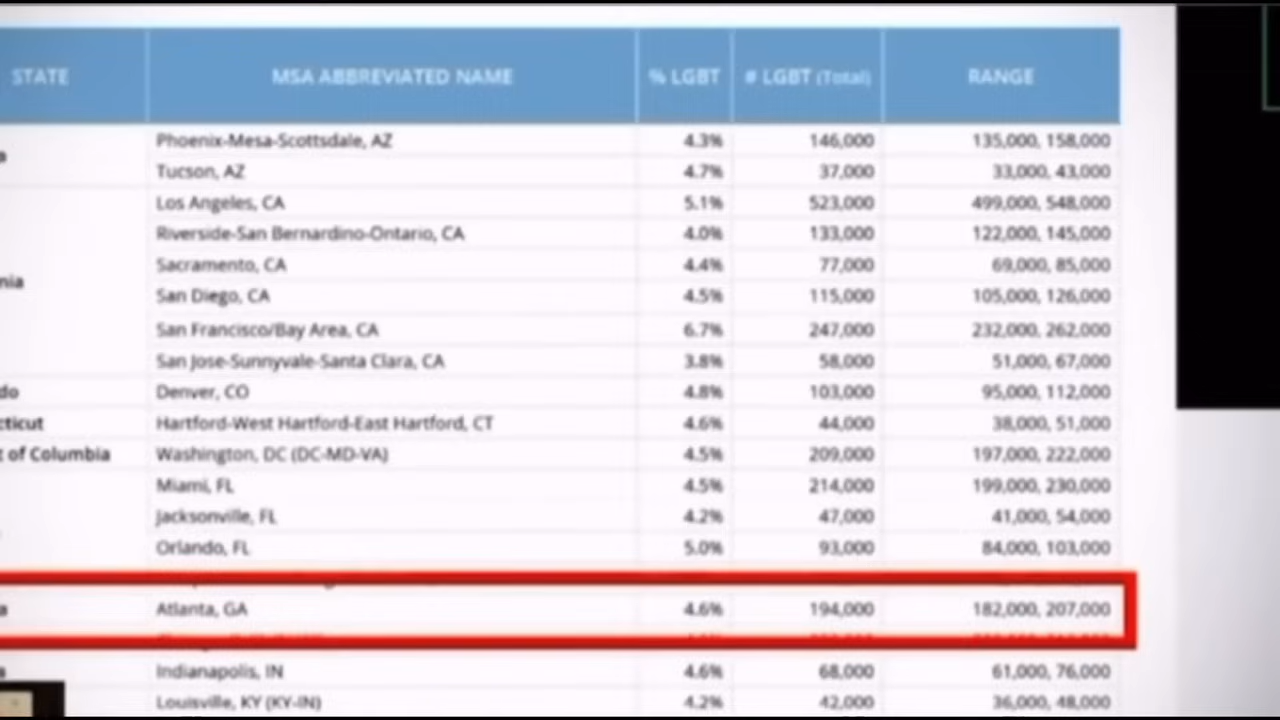 STATE MSA ABBREVIATED NAME % LGBT # LGBT (Total) RANGE
a Phoenix-Mesa-Scottsdale, AZ 4.3% 146,000 135,000, 158,000
Tucson, AZ 4.7% 37,000 33,000, 43,000
Los Angeles, CA 5.1% 523,000 499,000, 548,000
Riverside-San Bernardino-Ontario, CA 4.0% 133,000 122,000, 145,000
Sacramento, CA 4.4% 77,000 69,000, 85,000
nia San Diego, CA 4.5% 115,000 105,000, 126,000
San Francisco/Bay Area, CA 6.7% 247,000 232,000, 262,000
San Jose-Sunnyvale-Santa Clara, CA 3.8% 58,000 51,000, 67,000
do Denver, CO 4.8% 103,000 95,000, 112,000
cticut Hartford-West Hartford-East Hartford, CT 4.6% 44,000 38,000, 51,000
t of Columbia Washington, DC (DC-MD-VA) 4.5% 209,000 197,000, 222,000
Miami, FL 4.5% 214,000 199,000, 230,000
Jacksonville, FL 4.2% 47,000 41,000, 54,000
Orlando, FL 5.0% 93,000 84,000, 103,000
a Atlanta, GA 4.6% 194,000 182,000, 207,000
a Indianapolis, IN 4.6% 68,000 61,000, 76,000
Louisville, KY (KY-IN) 4.2% 42,000 36,000, 48,000